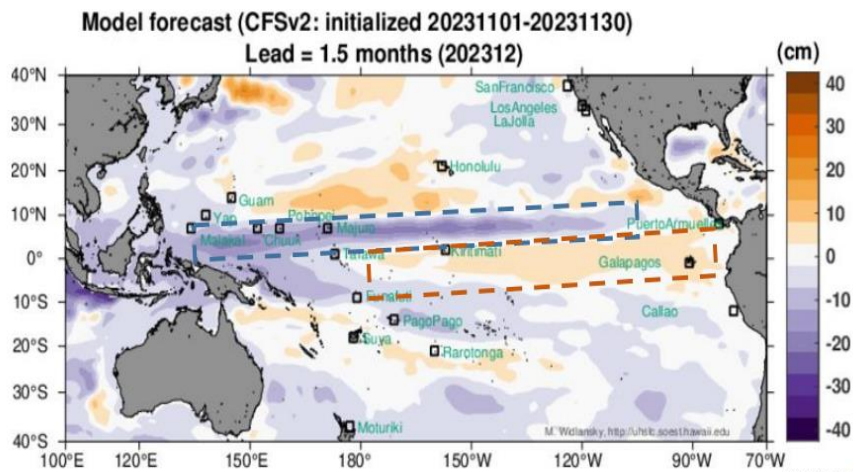 Model forecast (CFSv2: initialized 20231101-20231130)
Lead = 1.5 months (202312)
(cm)
40°N
30°N
20°N
10°N
0°
10°S
20°S
30°S
40°S
SanFrancisco
LosAngeles
LaJolla
Honolulu
Guam
Yap
Pohnpei
Majuro
PuertoArmuelles
Malakal
Chuuk
Tarawa
Kiritimati
Galapagos
Funafuti
PagoPago
Callao
Suva
Rarotonga
Moturiki
M. Widlansky, http://uhslc.soest.hawaii.edu
100°E
120°E
150°E
180°
150°W
120°W
90°W
70°W
40
30
20
10
0
-10
-20
-30
-40